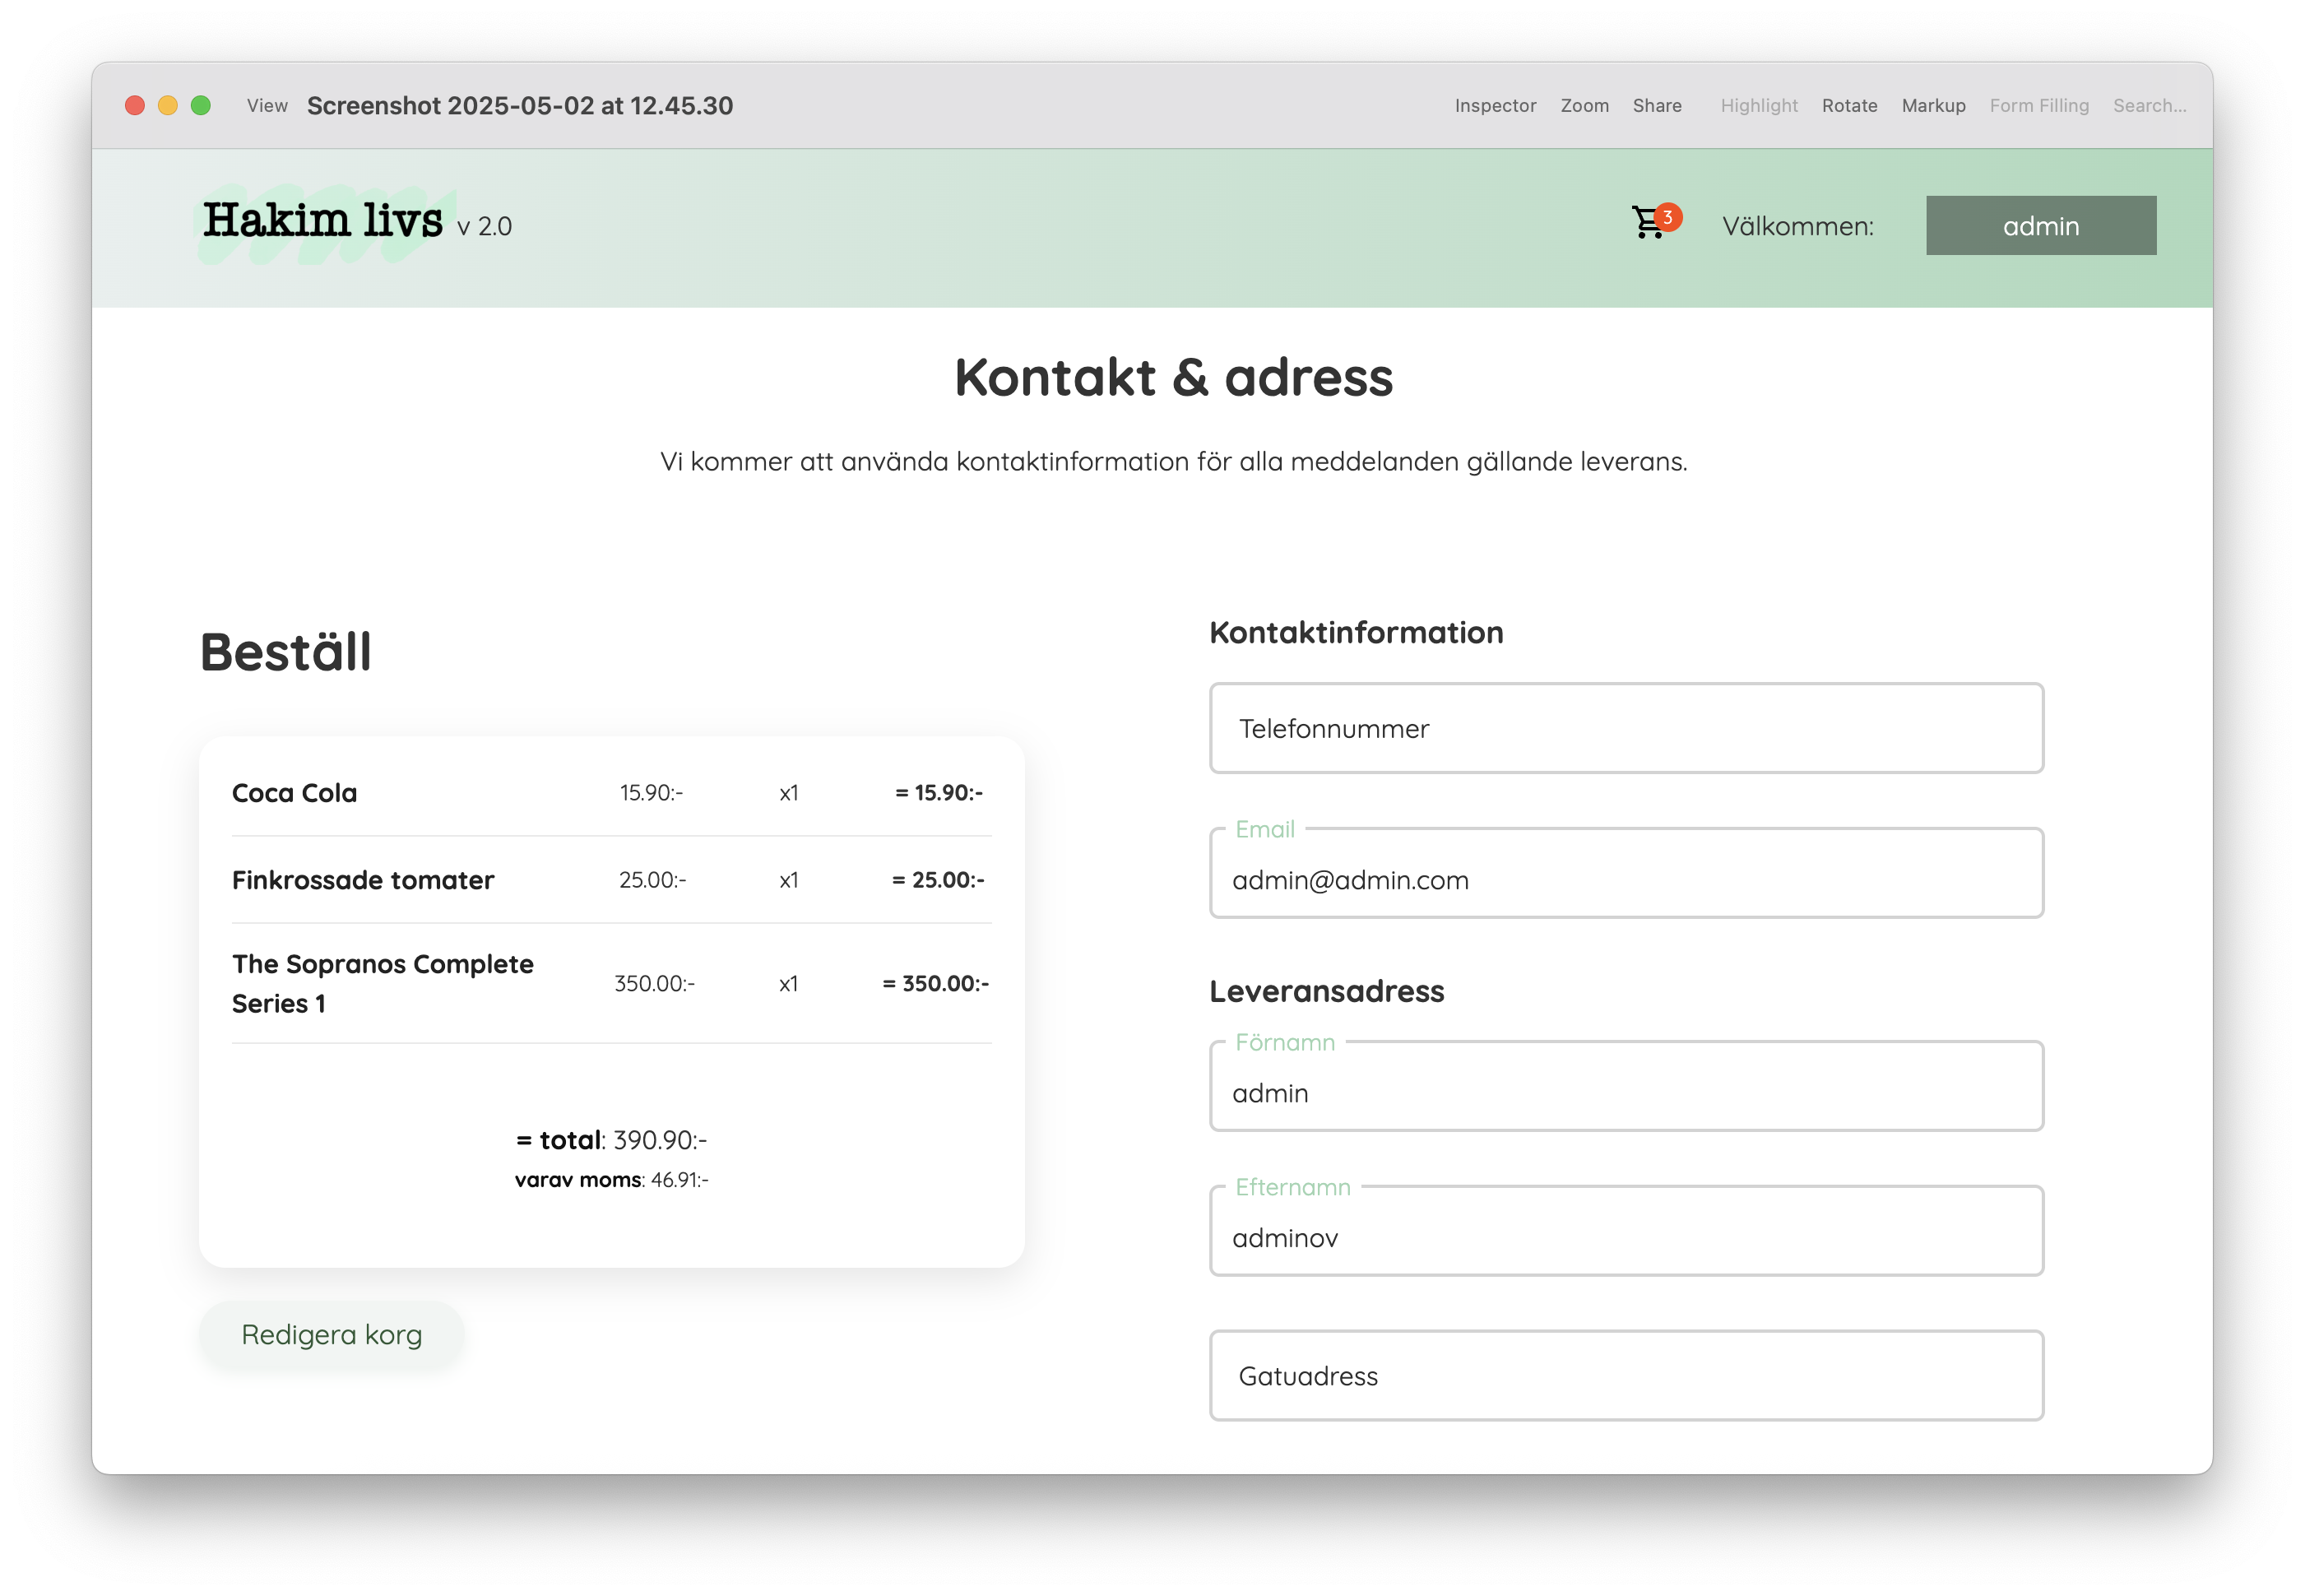 View Screenshot 2025-05-02 at 12.45.30 Inspector Zoom Share Highlight Rotate Markup Form Filling Search...
Hakim livs v 2.0 3 Välkommen: admin
Kontakt & adress
Vi kommer att använda kontaktinformation för alla meddelanden gällande leverans.
Beställ
Coca Cola 15.90:- x1 = 15.90:-
Finkrossade tomater 25.00:- x1 = 25.00:-
The Sopranos Complete
Series 1 350.00:- x1 = 350.00:-
= total: 390.90:-
varav moms: 46.91:-
Redigera korg
Kontaktinformation
Telefonnummer
Email
admin@admin.com
Leveransadress
Förnamn
admin
Efternamn
adminov
Gatuadress